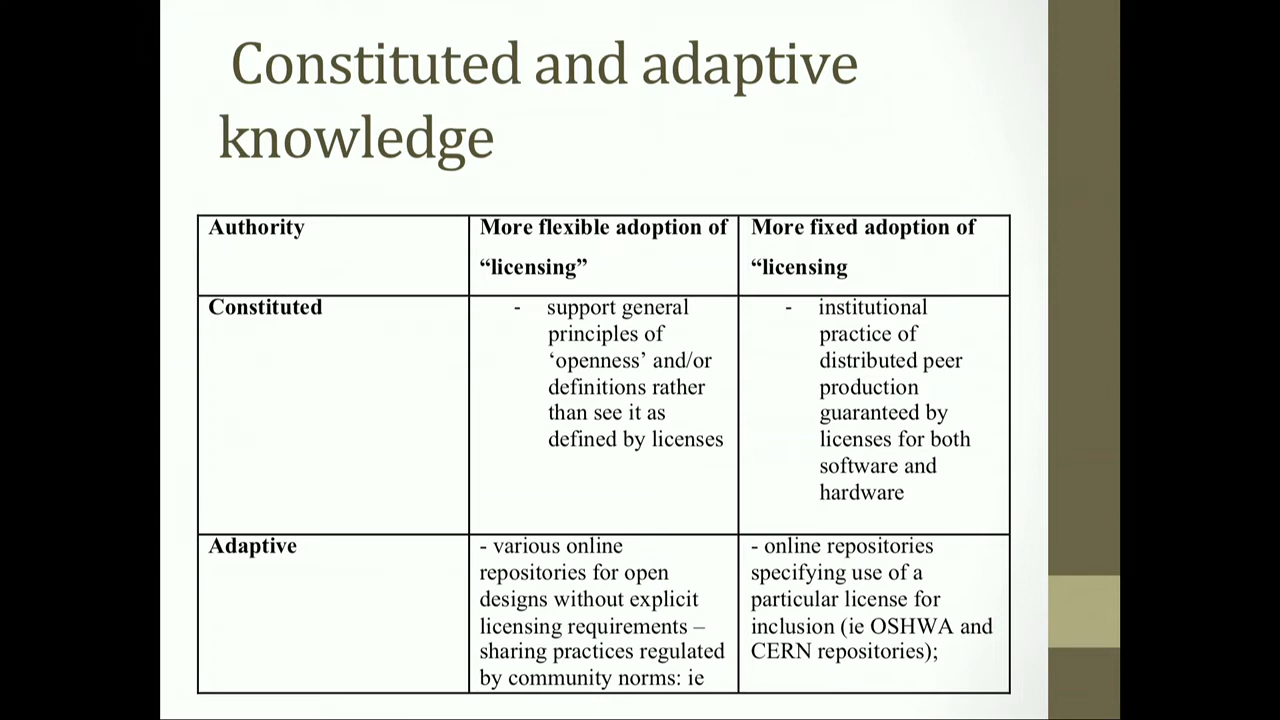 Constituted and adaptive
knowledge
Authority
More flexible adoption of
“licensing”
More fixed adoption of
“licensing
Constituted
- support general
principles of
‘openness’ and/or
definitions rather
than see it as
defined by licenses
- institutional
practice of
distributed peer
production
guaranteed by
licenses for both
software and
hardware
Adaptive
- various online
repositories for open
designs without explicit
licensing requirements –
sharing practices regulated
by community norms: ie
- online repositories
specifying use of a
particular license for
inclusion (ie OSHWA and
CERN repositories);